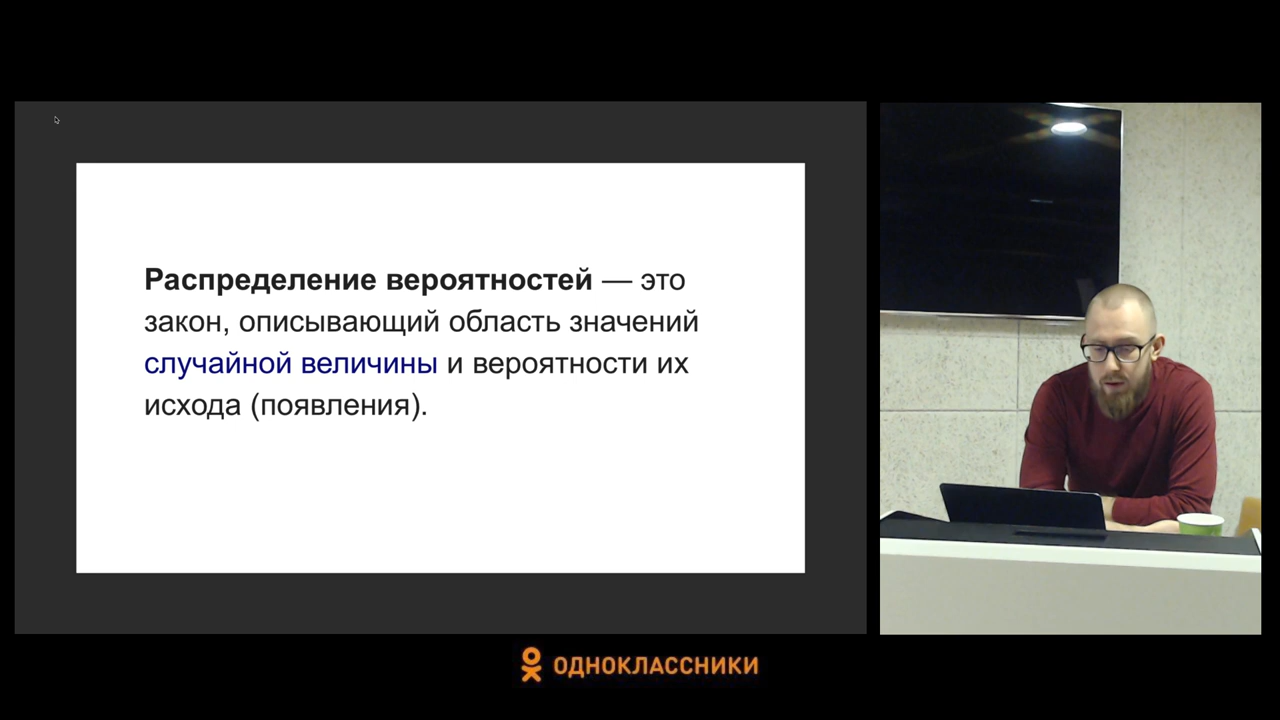 Распределение вероятностей — это
закон, описывающий область значений
случайной величины и вероятности их
исхода (появления).
ОДНОКЛАССНИКИ